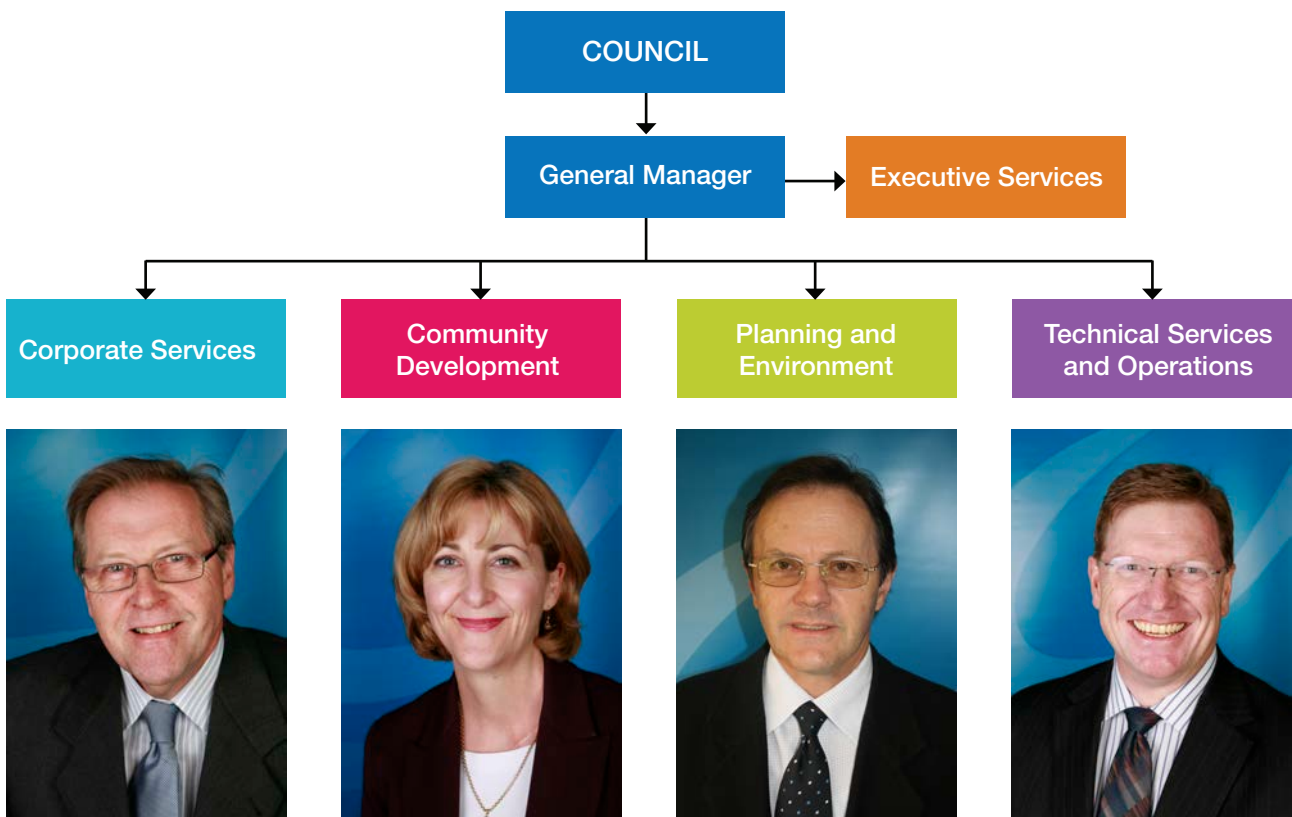 COUNCIL
General Manager
Executive Services
Corporate Services
Community
Development
Planning and
Environment
Technical Services
and Operations